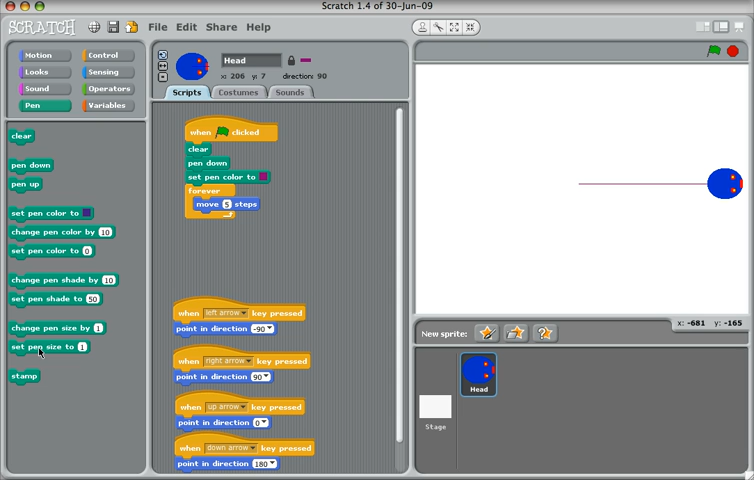 Scratch 1.4 of 30-Jun-09
SCRATCH File Edit Share Help
Motion Control
Looks Sensing
Sound Operators
Pen Variables
clear
pen down
pen up
set pen color to
change pen color by 10
set pen color to 0
change pen shade by 10
set pen shade to 50
change pen size by 1
set pen size to 1
stamp
Head
x: 206 y: 7 direction: 90
Scripts Costumes Sounds
when clicked
clear
pen down
set pen color to
forever
move 5 steps
when left arrow key pressed
point in direction -90
when right arrow key pressed
point in direction 90
when up arrow key pressed
point in direction 0
when down arrow key pressed
point in direction 180
x: -681 y: -165
New sprite:
Head
Stage